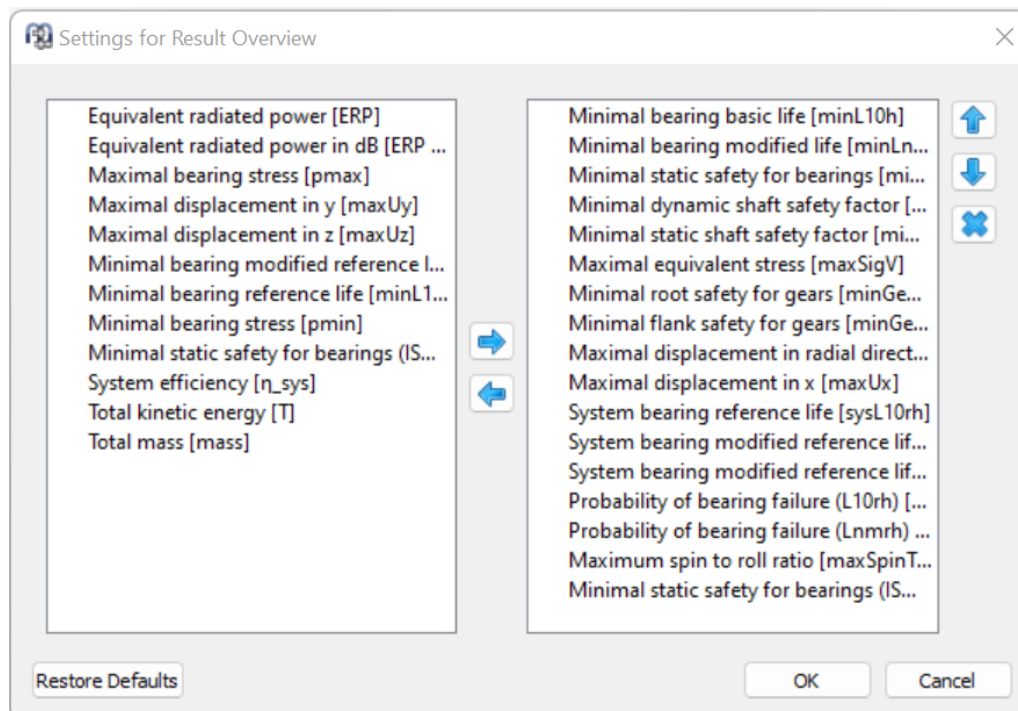 Settings for Result Overview
Equivalent radiated power [ERP]
Equivalent radiated power in dB [ERP ...
Maximal bearing stress [pmax]
Maximal displacement in y [maxUy]
Maximal displacement in z [maxUz]
Minimal bearing modified reference l...
Minimal bearing reference life [minL1...
Minimal bearing stress [pmin]
Minimal static safety for bearings (IS...
System efficiency [η_sys]
Total kinetic energy [T]
Total mass [mass]
Minimal bearing basic life [minL10h]
Minimal bearing modified life [minLn...
Minimal static safety for bearings [mi...
Minimal dynamic shaft safety factor [...
Minimal static shaft safety factor [mi...
Maximal equivalent stress [maxSigV]
Minimal root safety for gears [minGe...
Minimal flank safety for gears [minGe...
Maximal displacement in radial direct...
Maximal displacement in x [maxUx]
System bearing reference life [sysL10rh]
System bearing modified reference lif...
System bearing modified reference lif...
Probability of bearing failure (L10rh) [...
Probability of bearing failure (Lnmrh) ...
Maximum spin to roll ratio [maxSpinT...
Minimal static safety for bearings (IS...
Restore Defaults
OK
Cancel